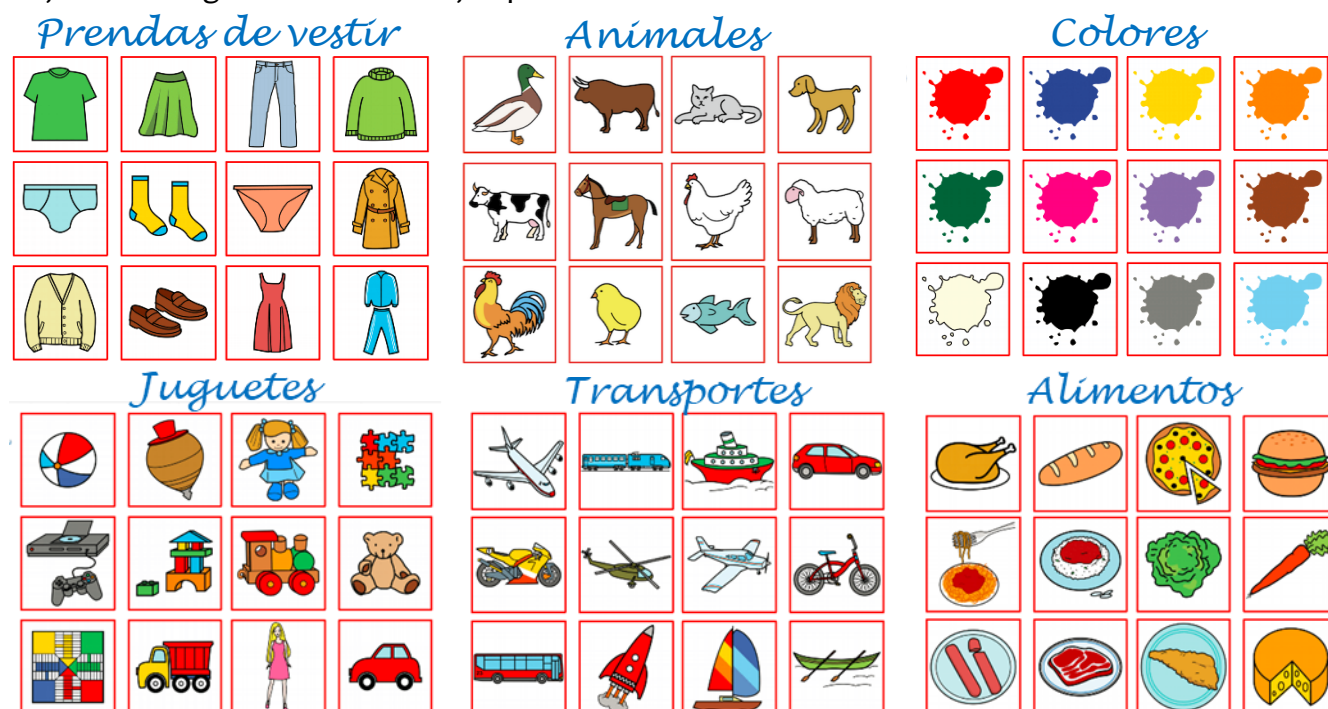 Prendas de vestir
Animales
Colores
Juguetes
Transportes
Alimentos